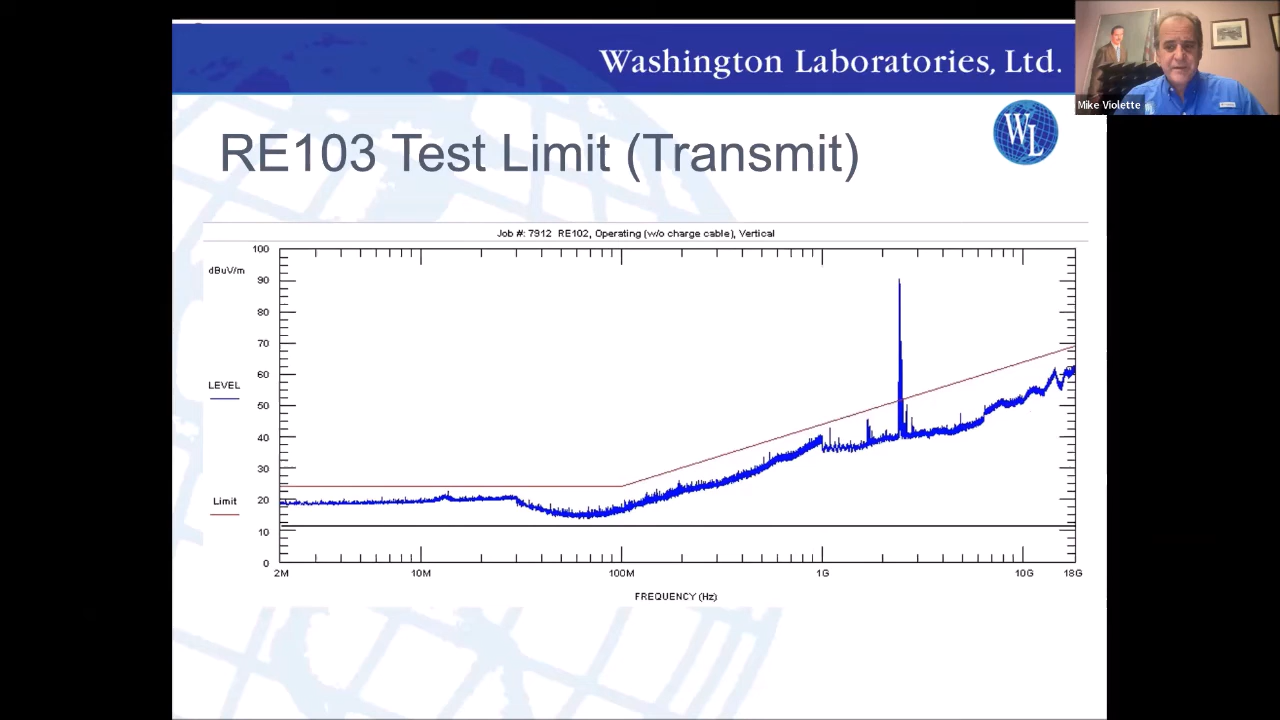 Washington Laboratories, Ltd.
Mike Violette
WL
RE103 Test Limit (Transmit)
Job #: 7912 RE102, Operating (w/o charge cable), Vertical
100
dBuV/m
90
80
70
60
LEVEL
50
40
30
Limit
20
10
0
2M 10M 100M 1G 10G 18G
FREQUENCY (Hz)